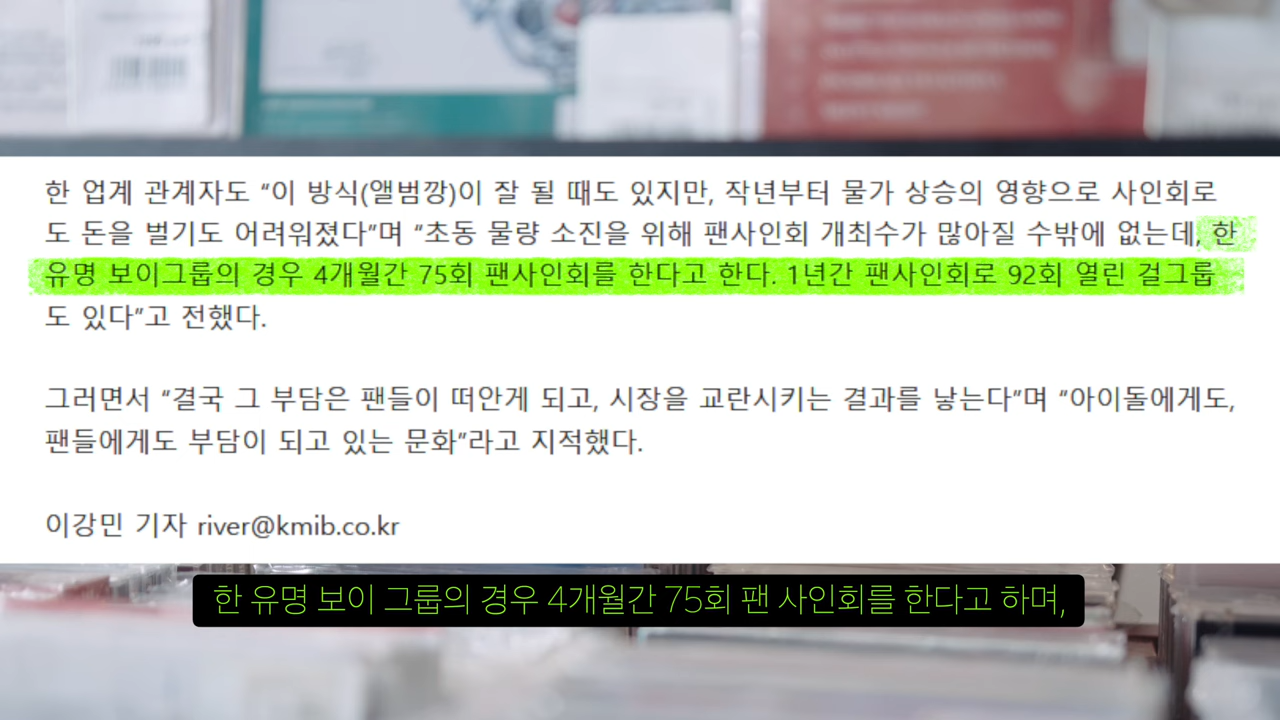 한 업계 관계자도 “이 방식(앨범깡)이 잘 될 때도 있지만, 작년부터 물가 상승의 영향으로 사인회로
도 돈을 벌기도 어려워졌다”며 “초동 물량 소진을 위해 팬사인회 개최수가 많아질 수밖에 없는데, 한
유명 보이그룹의 경우 4개월간 75회 팬사인회를 한다고 한다. 1년간 팬사인회로 92회 열린 걸그룹
도 있다”고 전했다.
그러면서 “결국 그 부담은 팬들이 떠안게 되고, 시장을 교란시키는 결과를 낳는다”며 “아이돌에게도,
팬들에게도 부담이 되고 있는 문화”라고 지적했다.
이강민 기자 river@kmib.co.kr
한 유명 보이 그룹의 경우 4개월간 75회 팬 사인회를 한다고 하며,